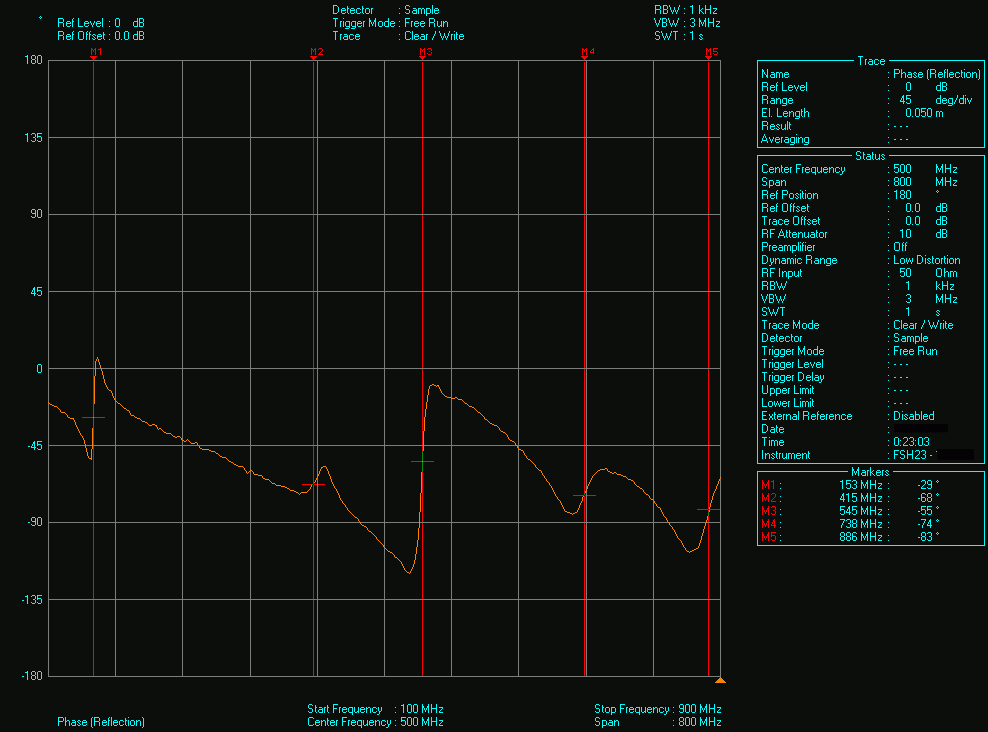 ° Ref Level : 0 dB
Ref Offset : 0.0 dB
Detector : Sample
Trigger Mode : Free Run
Trace : Clear / Write
RBW : 1 kHz
VBW : 3 MHz
SWT : 1 s
M1 M2 M3 M4 M5
180
135
90
45
0
-45
-90
-135
-180
Trace
Name : Phase (Reflection)
Ref Level : 0 dB
Range : 45 deg/div
El. Length : 0.050 m
Result : - - -
Averaging : - - -
Status
Center Frequency : 500 MHz
Span : 800 MHz
Ref Position : 180 °
Ref Offset : 0.0 dB
Trace Offset : 0.0 dB
RF Attenuator : 10 dB
Preamplifier : Off
Dynamic Range : Low Distortion
RF Input : 50 Ohm
RBW : 1 kHz
VBW : 3 MHz
SWT : 1 s
Trace Mode : Clear / Write
Detector : Sample
Trigger Mode : Free Run
Trigger Level : - - -
Trigger Delay : - - -
Upper Limit : - - -
Lower Limit : - - -
External Reference : Disabled
Date :
Time : 0:23:03
Instrument : FSH23 -
Markers
M1 : 153 MHz : -29 °
M2 : 415 MHz : -68 °
M3 : 545 MHz : -55 °
M4 : 738 MHz : -74 °
M5 : 886 MHz : -83 °
Phase (Reflection)
Start Frequency : 100 MHz
Center Frequency : 500 MHz
Stop Frequency : 900 MHz
Span : 800 MHz